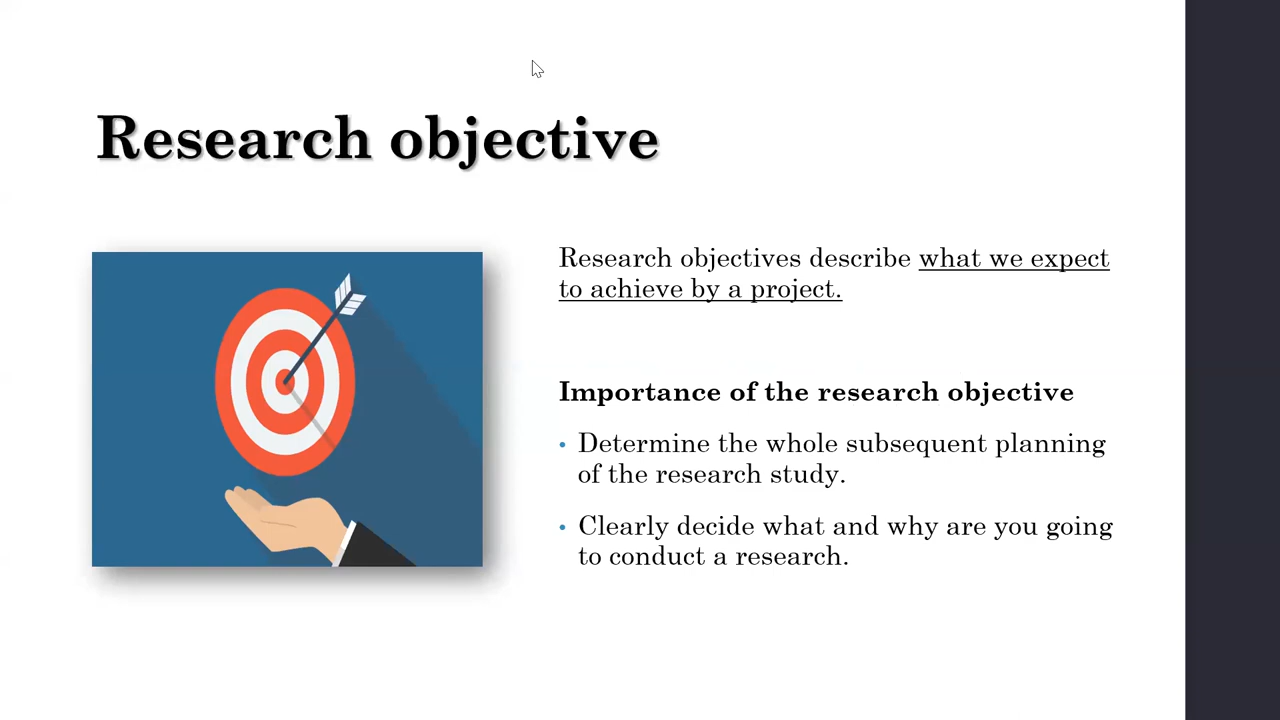 Research objective
Research objectives describe what we expect
to achieve by a project.
Importance of the research objective
• Determine the whole subsequent planning
of the research study.
• Clearly decide what and why are you going
to conduct a research.